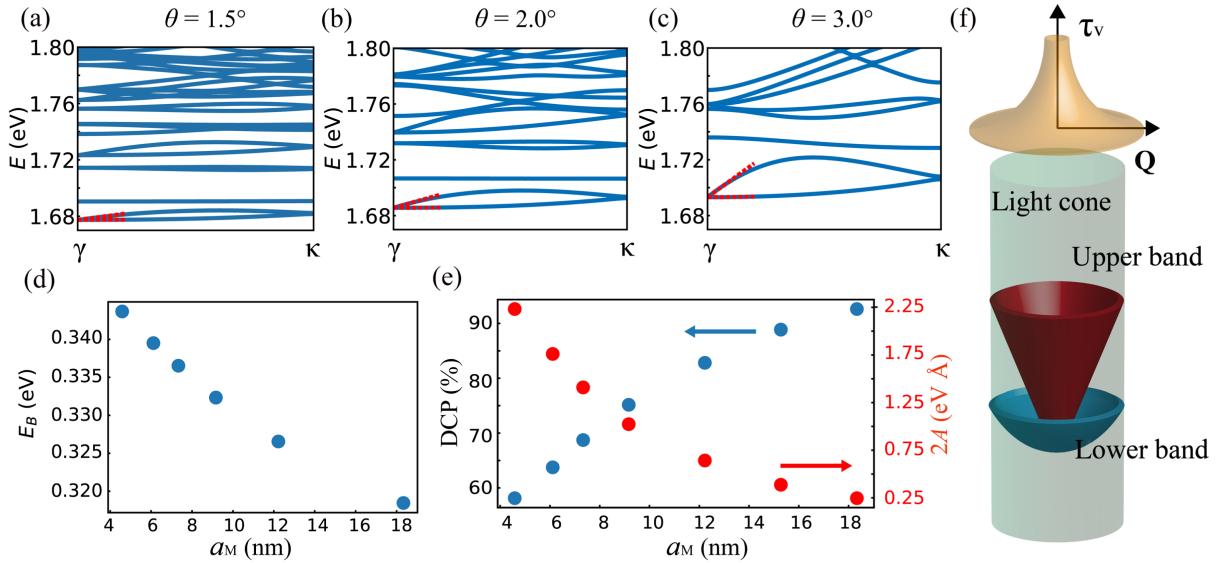 (a) θ = 1.5°
1.80
1.76
1.72
1.68
E (eV)
γ κ
(b) θ = 2.0°
1.80
1.76
1.72
1.68
E (eV)
γ κ
(c) θ = 3.0°
1.80
1.76
1.72
1.68
E (eV)
γ κ
(d)
0.340
0.335
0.330
0.325
0.320
E_B (eV)
4 6 8 10 12 14 16 18
a_M (nm)
(e)
90
80
70
60
DCP (%)
2.25
1.75
1.25
0.75
0.25
2A (eV Å)
4 6 8 10 12 14 16 18
a_M (nm)
(f)
τ_v
Q
Light cone
Upper band
Lower band